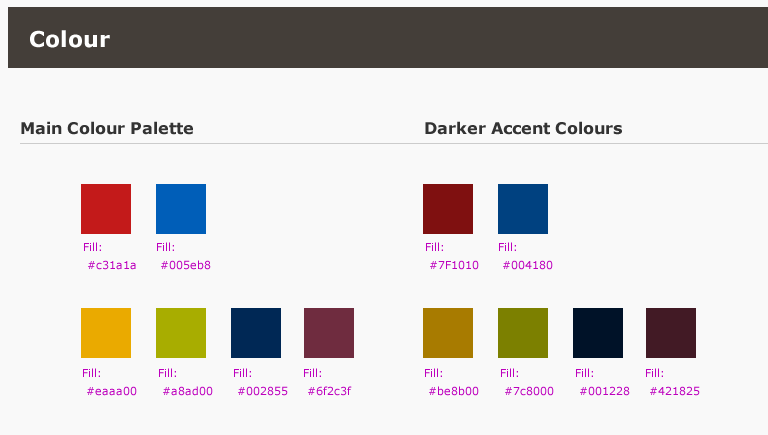 Colour
Main Colour Palette
Darker Accent Colours
Fill:
#c31a1a
Fill:
#005eb8
Fill:
#7F1010
Fill:
#004180
Fill:
#eaaa00
Fill:
#a8ad00
Fill:
#002855
Fill:
#6f2c3f
Fill:
#be8b00
Fill:
#7c8000
Fill:
#001228
Fill:
#421825